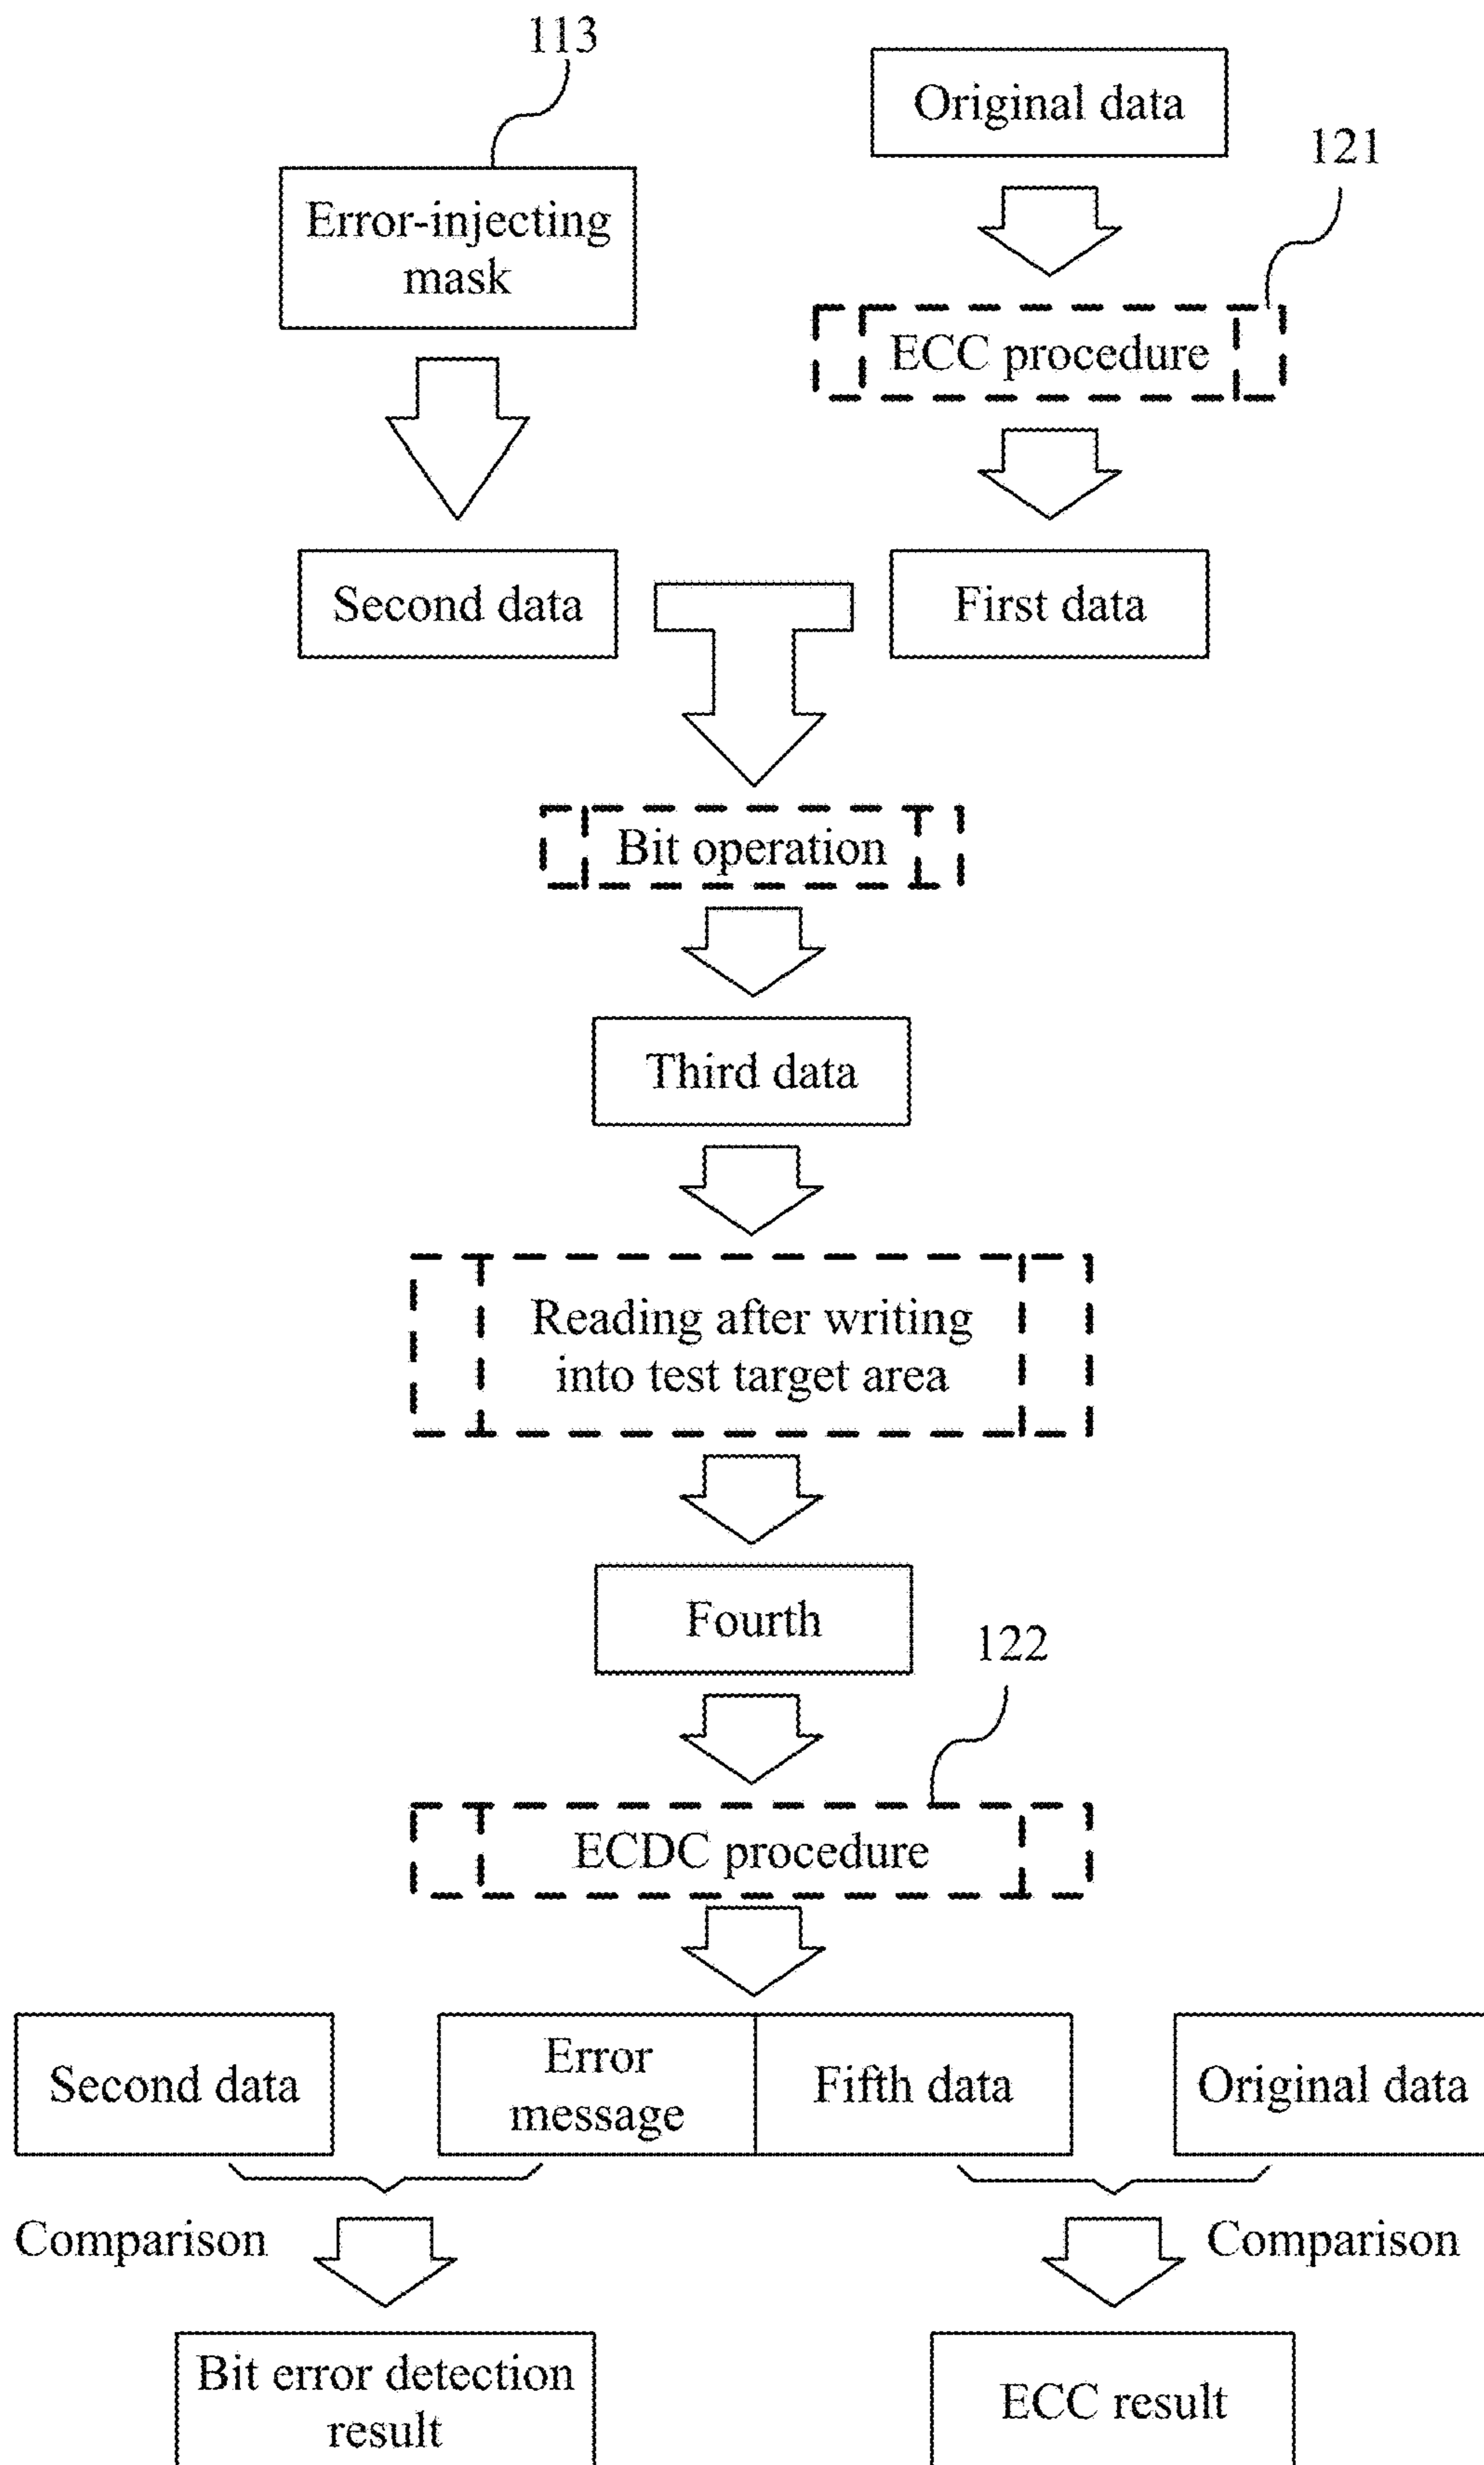 113
Original data
121
Error-injecting
mask
ECC procedure
Second data
First data
Bit operation
Third data
Reading after writing
into test target area
Fourth
122
ECDC procedure
Second data
Error
message
Fifth data
Original data
Comparison
Comparison
Bit error detection
result
ECC result